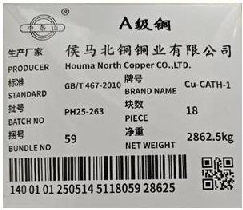 A级铜
生产厂家
侯马北铜铜业有限公司
PRODUCER
Houma North Copper CO.,LTD.
标准
STANDARD
GB/T 467-2010
牌号
BRAND NAME
Cu-CATH-1
批号
BATCH NO
PH25-263
块数
PIECE
18
捆号
BUNDLE NO
59
净重
NET WEIGHT
2862.5kg
140 01 01 250514 5118059 28625